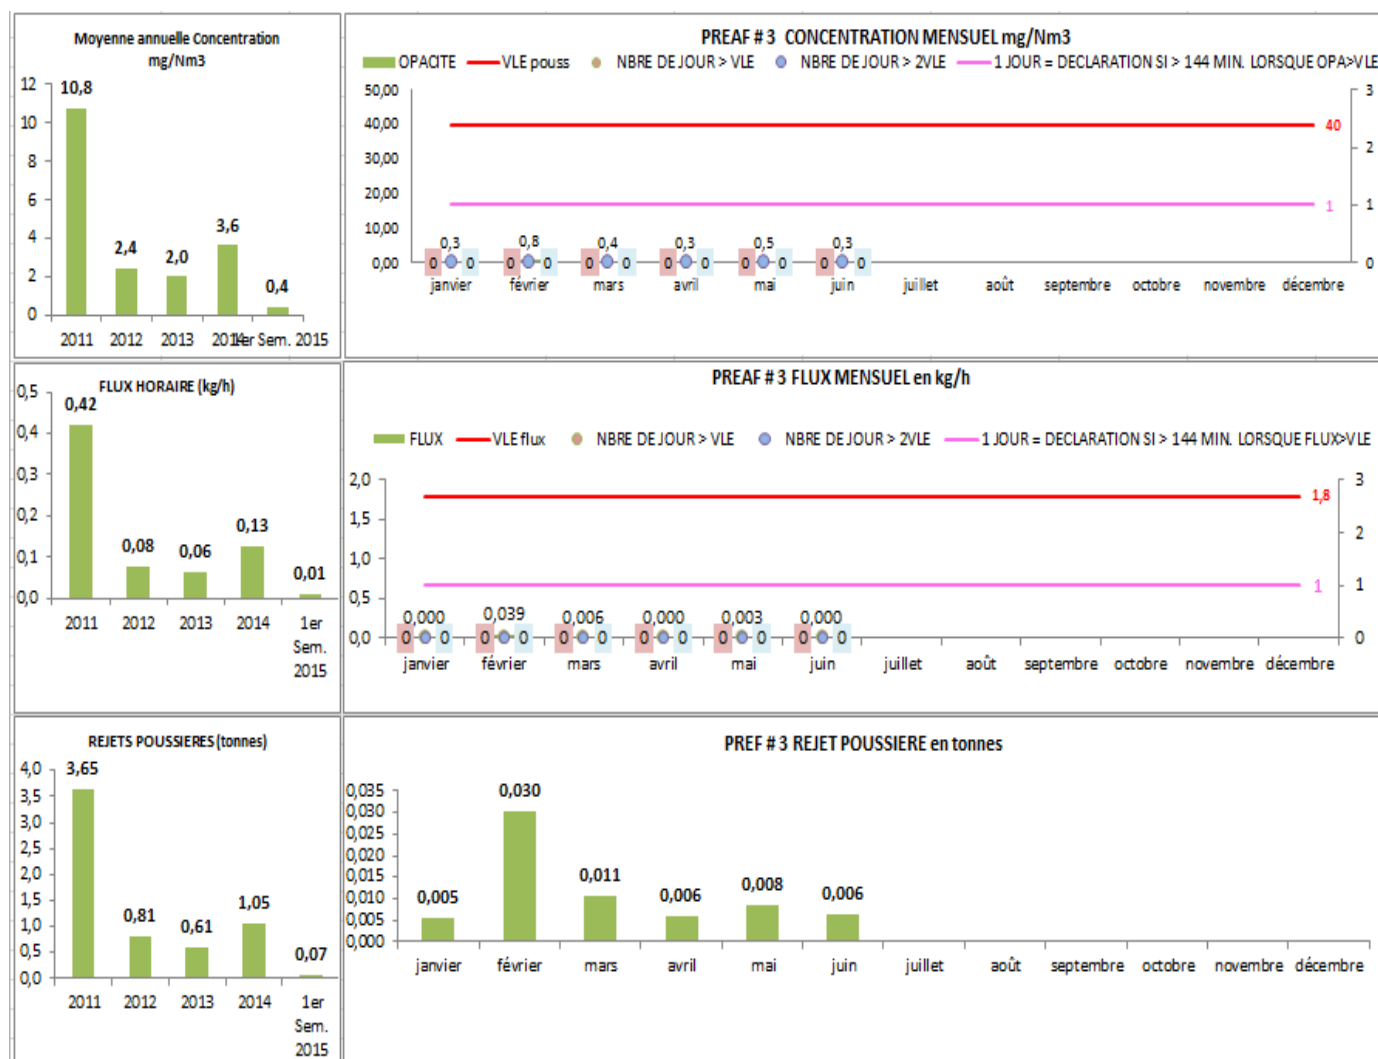 Moyenne annuelle Concentration
mg/Nm3
12
10
8
6
4
2
0
10,8
2,4
2,0
3,6
0,4
2011
2012
2013
2014
1er Sem. 2015
PREAF # 3 CONCENTRATION MENSUEL mg/Nm3
OPACITE
VLE pouss
NBRE DE JOUR > VLE
NBRE DE JOUR > 2VLE
1 JOUR = DECLARATION SI > 144 MIN. LORSQUE OPA>VLE
50,00
40,00
30,00
20,00
10,00
0,00
3
2
1
0
40
1
0,3
0,8
0,4
0,3
0,5
0,3
0 0
0 0
0 0
0 0
0 0
0 0
janvier
février
mars
avril
mai
juin
juillet
août
septembre
octobre
novembre
décembre
FLUX HORAIRE (kg/h)
0,5
0,4
0,3
0,2
0,1
0,0
0,42
0,08
0,06
0,13
0,01
2011
2012
2013
2014
1er
Sem.
2015
PREAF # 3 FLUX MENSUEL en kg/h
FLUX
VLE flux
NBRE DE JOUR > VLE
NBRE DE JOUR > 2VLE
1 JOUR = DECLARATION SI > 144 MIN. LORSQUE FLUX>VLE
2,0
1,5
1,0
0,5
0,0
3
2
1
0
1,8
1
0,000
0,039
0,006
0,000
0,003
0,000
0 0
0 0
0 0
0 0
0 0
0 0
janvier
février
mars
avril
mai
juin
juillet
août
septembre
octobre
novembre
décembre
REJETS POUSSIERES (tonnes)
4,0
3,5
3,0
2,5
2,0
1,5
1,0
0,5
0,0
3,65
0,81
0,61
1,05
0,07
2011
2012
2013
2014
1er
Sem.
2015
PREF # 3 REJET POUSSIERE en tonnes
0,035
0,030
0,025
0,020
0,015
0,010
0,005
0,000
0,005
0,030
0,011
0,006
0,008
0,006
janvier
février
mars
avril
mai
juin
juillet
août
septembre
octobre
novembre
décembre